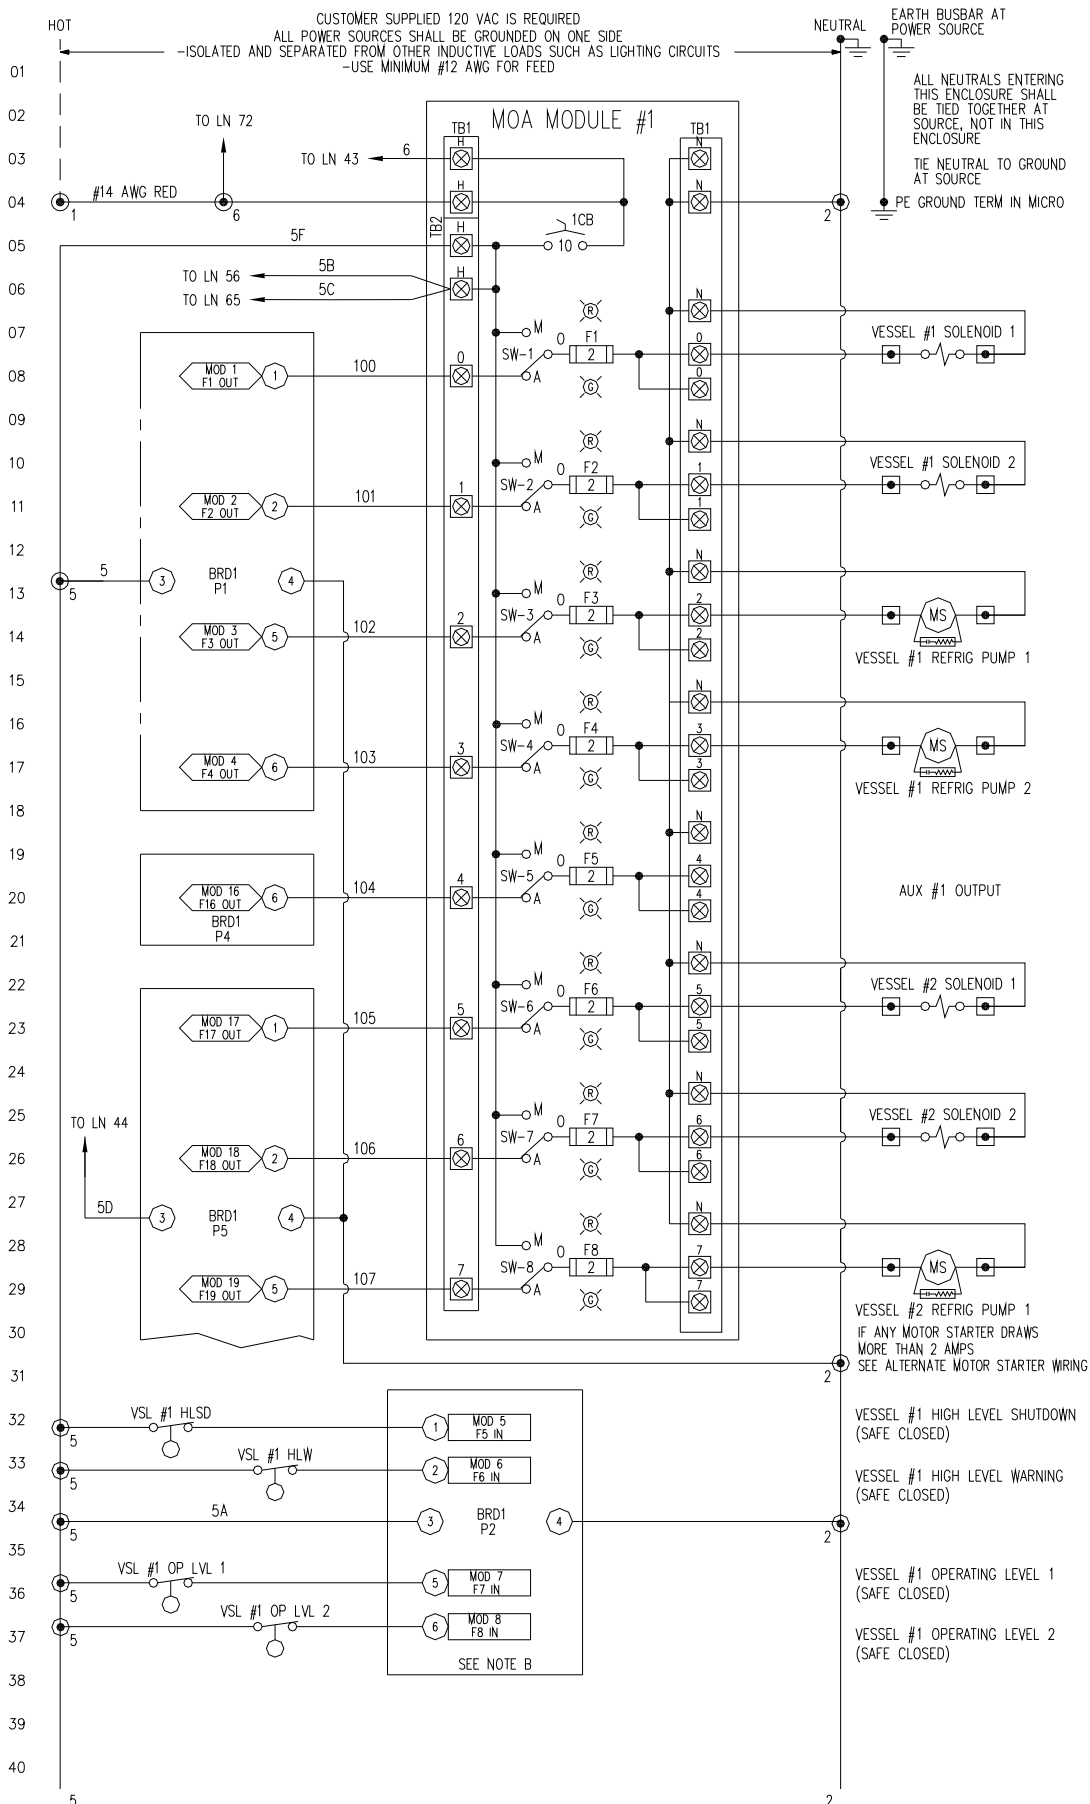 HOT
CUSTOMER SUPPLIED 120 VAC IS REQUIRED
ALL POWER SOURCES SHALL BE GROUNDED ON ONE SIDE
-ISOLATED AND SEPARATED FROM OTHER INDUCTIVE LOADS SUCH AS LIGHTING CIRCUITS
-USE MINIMUM #12 AWG FOR FEED
NEUTRAL
EARTH BUSBAR AT
POWER SOURCE
01
ALL NEUTRALS ENTERING
THIS ENCLOSURE SHALL
BE TIED TOGETHER AT
SOURCE, NOT IN THIS
ENCLOSURE
TIE NEUTRAL TO GROUND
AT SOURCE
PE GROUND TERM IN MICRO
02
TO LN 72
MOA MODULE #1
TB1
TB1
03
TO LN 43
6
H
N
04
#14 AWG RED
1
6
H
N
2
TB2
05
5F
H
10
1CB
06
TO LN 56
5B
TO LN 65
5C
H
N
07
M
R
VESSEL #1 SOLENOID 1
SW-1
O
F1
2
0
08
MOD 1
F1 OUT
1
100
0
A
G
0
09
R
N
10
M
VESSEL #1 SOLENOID 2
SW-2
O
F2
2
1
11
MOD 2
F2 OUT
2
101
1
A
G
1
12
R
N
13
5
5
3
BRD1
P1
4
M
SW-3
O
F3
2
2
MS
14
MOD 3
F3 OUT
5
102
2
A
G
2
VESSEL #1 REFRIG PUMP 1
15
R
N
16
M
SW-4
O
F4
2
3
MS
17
MOD 4
F4 OUT
6
103
3
A
G
3
VESSEL #1 REFRIG PUMP 2
18
R
N
19
M
SW-5
O
F5
2
4
20
MOD 16
F16 OUT
6
104
4
A
G
4
AUX #1 OUTPUT
BRD1
P4
21
R
N
22
M
VESSEL #2 SOLENOID 1
SW-6
O
F6
2
5
23
MOD 17
F17 OUT
1
105
5
A
G
5
24
R
N
25
M
VESSEL #2 SOLENOID 2
TO LN 44
SW-7
O
F7
2
6
26
MOD 18
F18 OUT
2
106
6
A
G
6
27
5D
3
BRD1
P5
4
R
N
28
M
SW-8
O
F8
2
7
MS
29
MOD 19
F19 OUT
5
107
7
A
G
7
VESSEL #2 REFRIG PUMP 1
30
IF ANY MOTOR STARTER DRAWS
MORE THAN 2 AMPS
SEE ALTERNATE MOTOR STARTER WIRING
31
2
32
VSL #1 HLSD
5
1
MOD 5
F5 IN
VESSEL #1 HIGH LEVEL SHUTDOWN
(SAFE CLOSED)
33
VSL #1 HLW
5
2
MOD 6
F6 IN
VESSEL #1 HIGH LEVEL WARNING
(SAFE CLOSED)
34
5A
5
3
BRD1
P2
4
2
35
VSL #1 OP LVL 1
5
5
MOD 7
F7 IN
VESSEL #1 OPERATING LEVEL 1
(SAFE CLOSED)
36
VSL #1 OP LVL 2
5
6
MOD 8
F8 IN
VESSEL #1 OPERATING LEVEL 2
(SAFE CLOSED)
37
SEE NOTE B
38
39
40
5
2